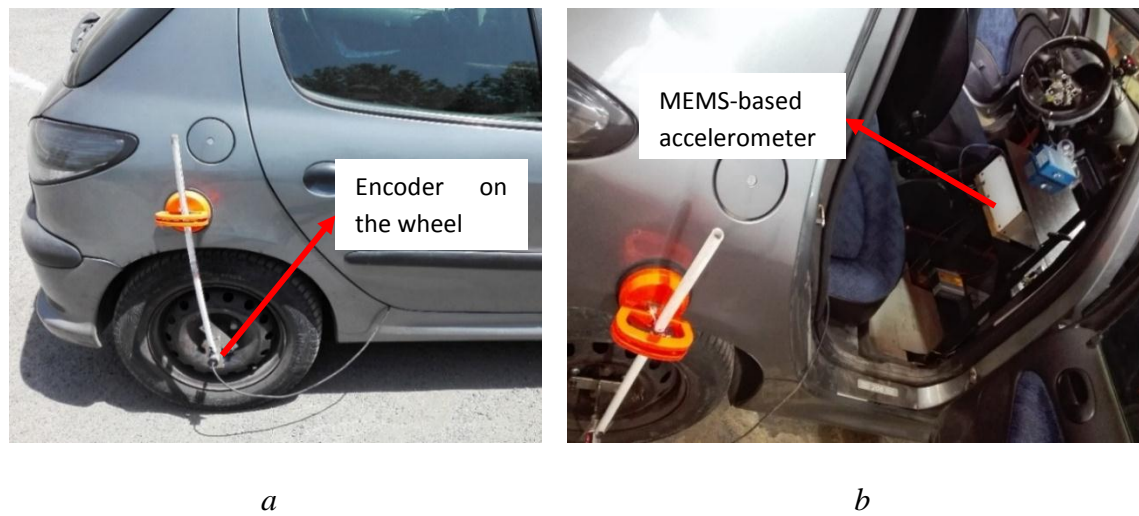 Encoder on
the wheel
MEMS-based
accelerometer
a
b